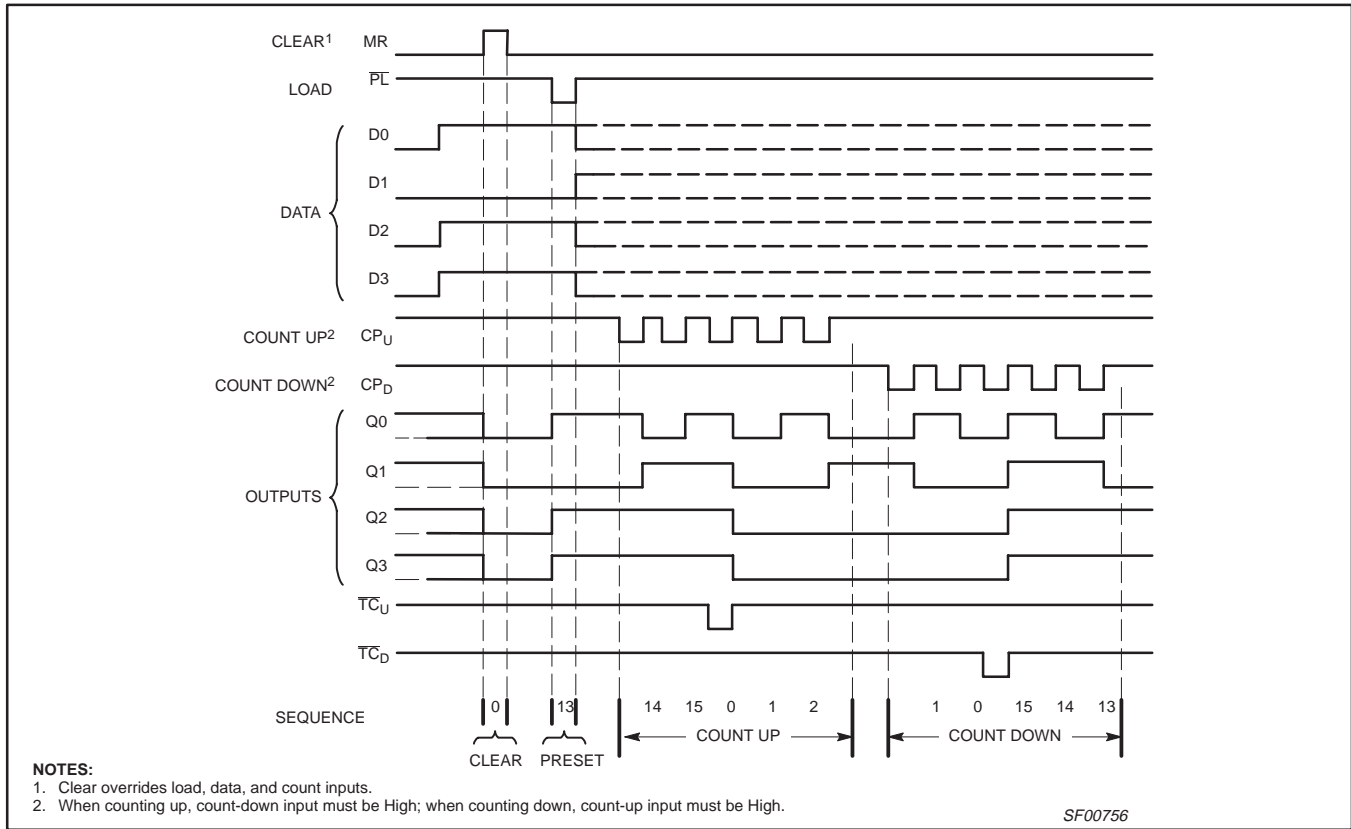 CLEAR1 MR
LOAD PL
DATA
D0
D1
D2
D3
COUNT UP2 CPU
COUNT DOWN2 CPD
OUTPUTS
Q0
Q1
Q2
Q3
TCU
TCD
SEQUENCE 0 13 14 15 0 1 2 1 0 15 14 13
COUNT UP COUNT DOWN
CLEAR PRESET
NOTES:
1. Clear overrides load, data, and count inputs.
2. When counting up, count-down input must be High; when counting down, count-up input must be High.
SF00756